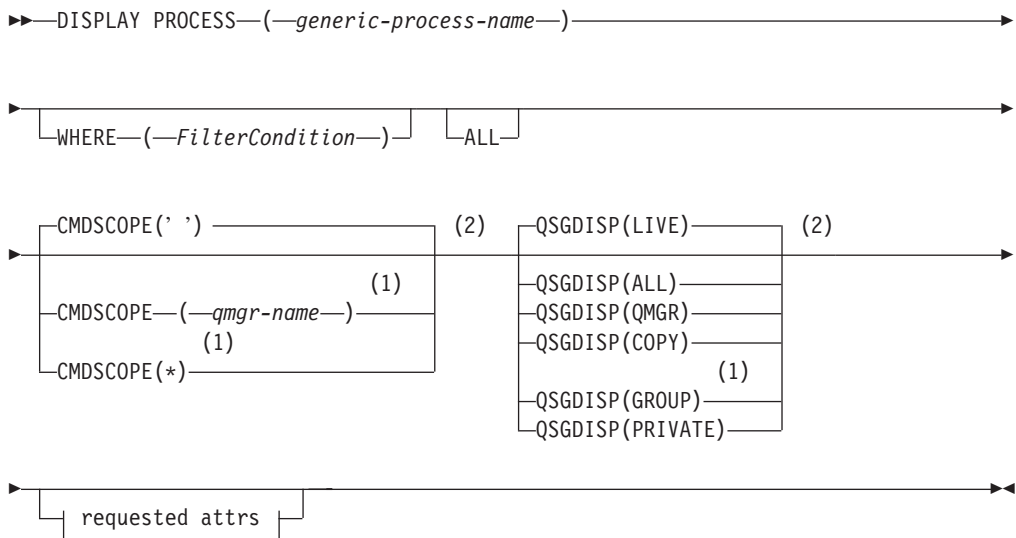 DISPLAY PROCESS ( generic-process-name )
WHERE ( FilterCondition ) ALL
CMDSCOPE(’ ’) (2) QSGDISP(LIVE) (2)
QSGDISP(ALL)
(1)
CMDSCOPE ( qmgr-name ) QSGDISP(QMGR)
(1) QSGDISP(COPY)
CMDSCOPE(*) (1)
QSGDISP(GROUP)
QSGDISP(PRIVATE)
requested attrs